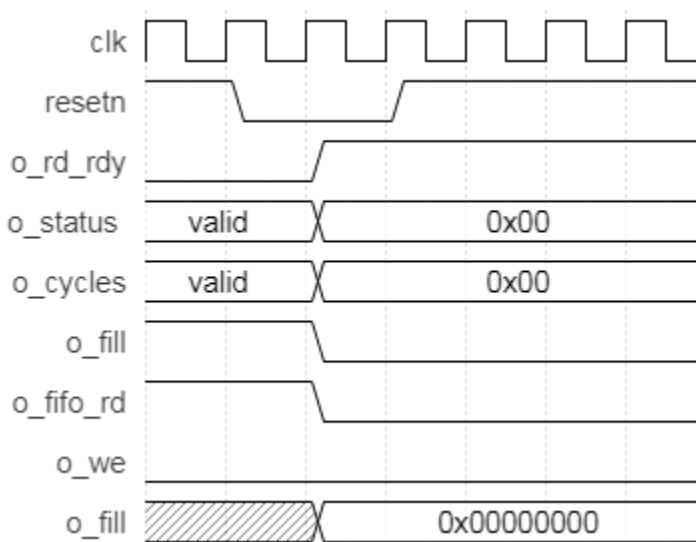 clk
resetn
o_rd_rdy
o_status valid 0x00
o_cycles valid 0x00
o_fill
o_fifo_rd
o_we
o_fill 0x00000000